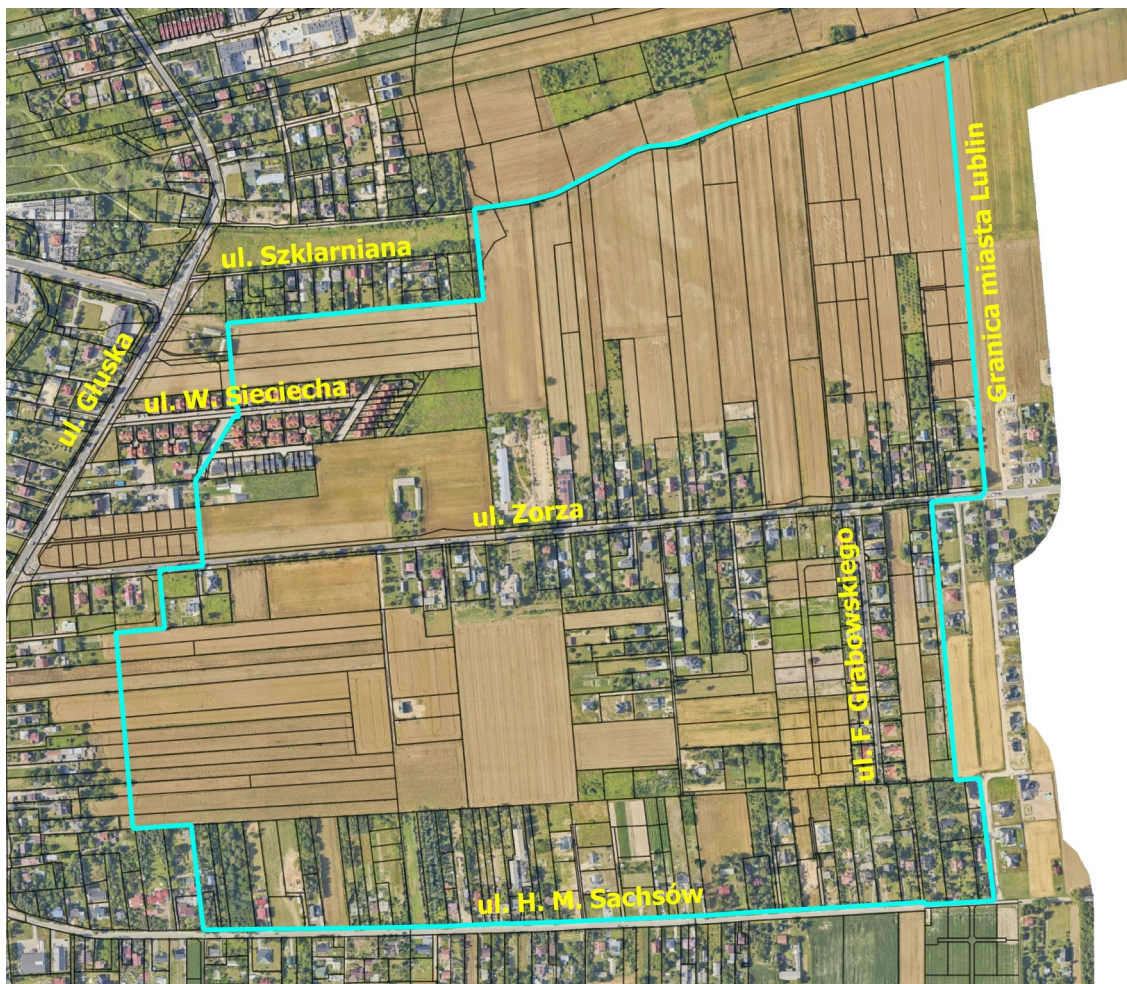 ul. Szklarniana
Granica miasta Lublin
ul. Głuska
ul. W. Sieciecha
ul. Zorza
ul. F. Grabowskiego
ul. H. M. Sachsów